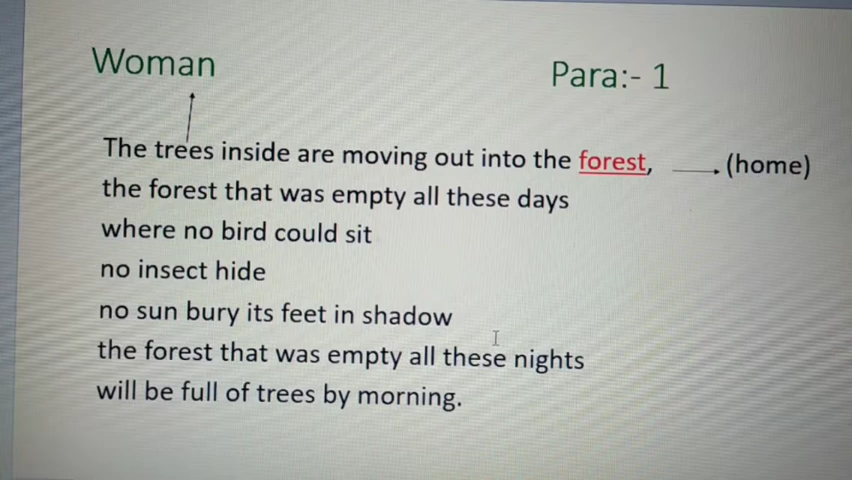 Woman
Para:- 1
The trees inside are moving out into the forest, (home)
the forest that was empty all these days
where no bird could sit
no insect hide
no sun bury its feet in shadow
the forest that was empty all these nights
will be full of trees by morning.